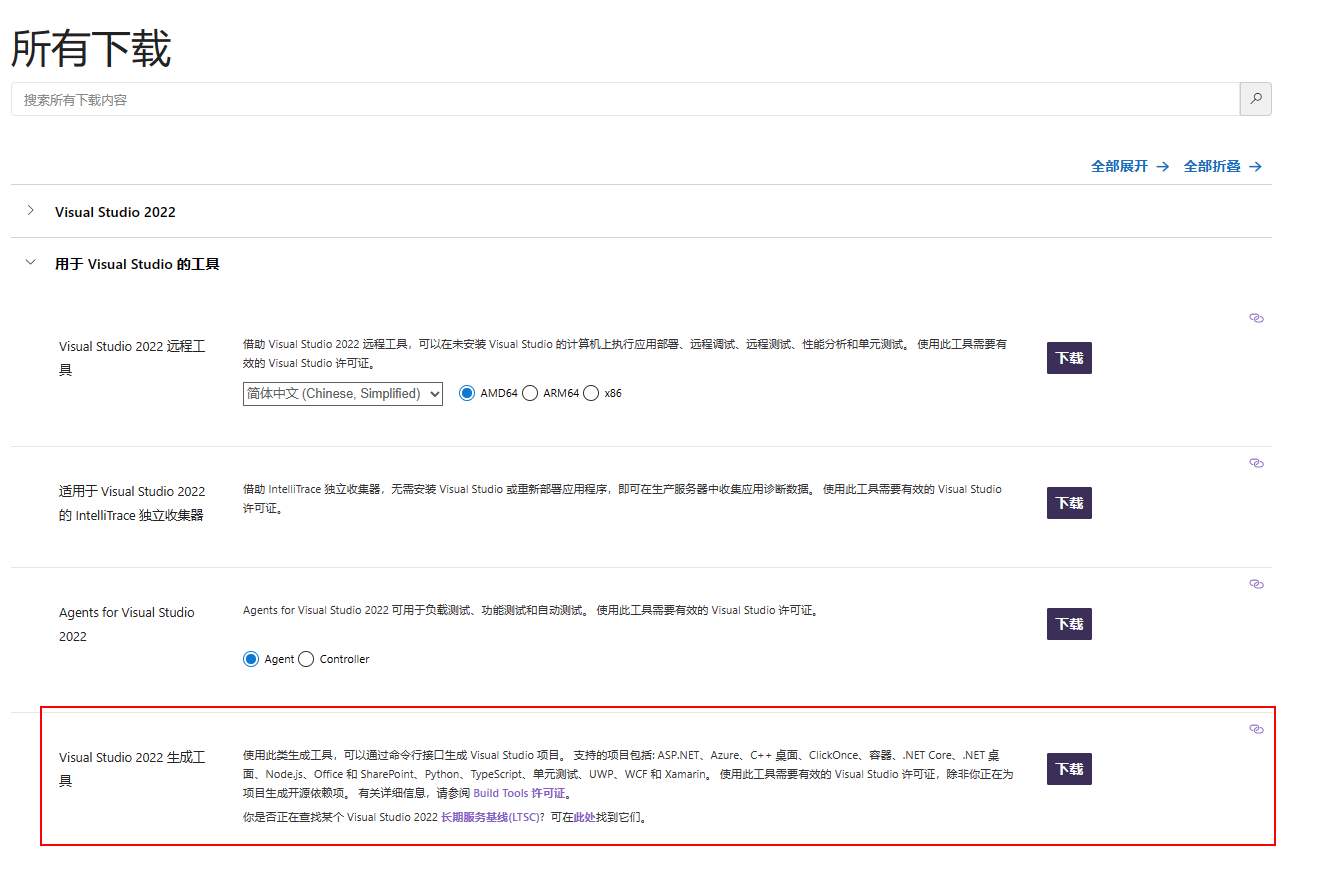 所有下载
搜索所有下载内容
全部展开 → 全部折叠 →
Visual Studio 2022
用于 Visual Studio 的工具
Visual Studio 2022 远程工
具
借助 Visual Studio 2022 远程工具，可以在未安装 Visual Studio 的计算机上执行应用部署、远程调试、远程测试、性能分析和单元测试。 使用此工具需要有
效的 Visual Studio 许可证。
简体中文 (Chinese, Simplified) AMD64 ARM64 x86
下载
适用于 Visual Studio 2022
的 IntelliTrace 独立收集器
借助 IntelliTrace 独立收集器，无需安装 Visual Studio 或重新部署应用程序，即可在生产服务器中收集应用诊断数据。 使用此工具需要有效的 Visual Studio
许可证。
下载
Agents for Visual Studio
2022
Agents for Visual Studio 2022 可用于负载测试、功能测试和自动测试。 使用此工具需要有效的 Visual Studio 许可证。
Agent Controller
下载
Visual Studio 2022 生成工
具
使用此类生成工具，可以通过命令行接口生成 Visual Studio 项目。 支持的项目包括: ASP.NET、Azure、C++ 桌面、ClickOnce、容器、.NET Core、.NET 桌
面、Node.js、Office 和 SharePoint、Python、TypeScript、单元测试、UWP、WCF 和 Xamarin。 使用此工具需要有效的 Visual Studio 许可证，除非你正在为
项目生成开源依赖项。 有关详细信息，请参阅 Build Tools 许可证。
你是否正在查找某个 Visual Studio 2022 长期服务基线(LTSC)？可在此处找到它们。
下载